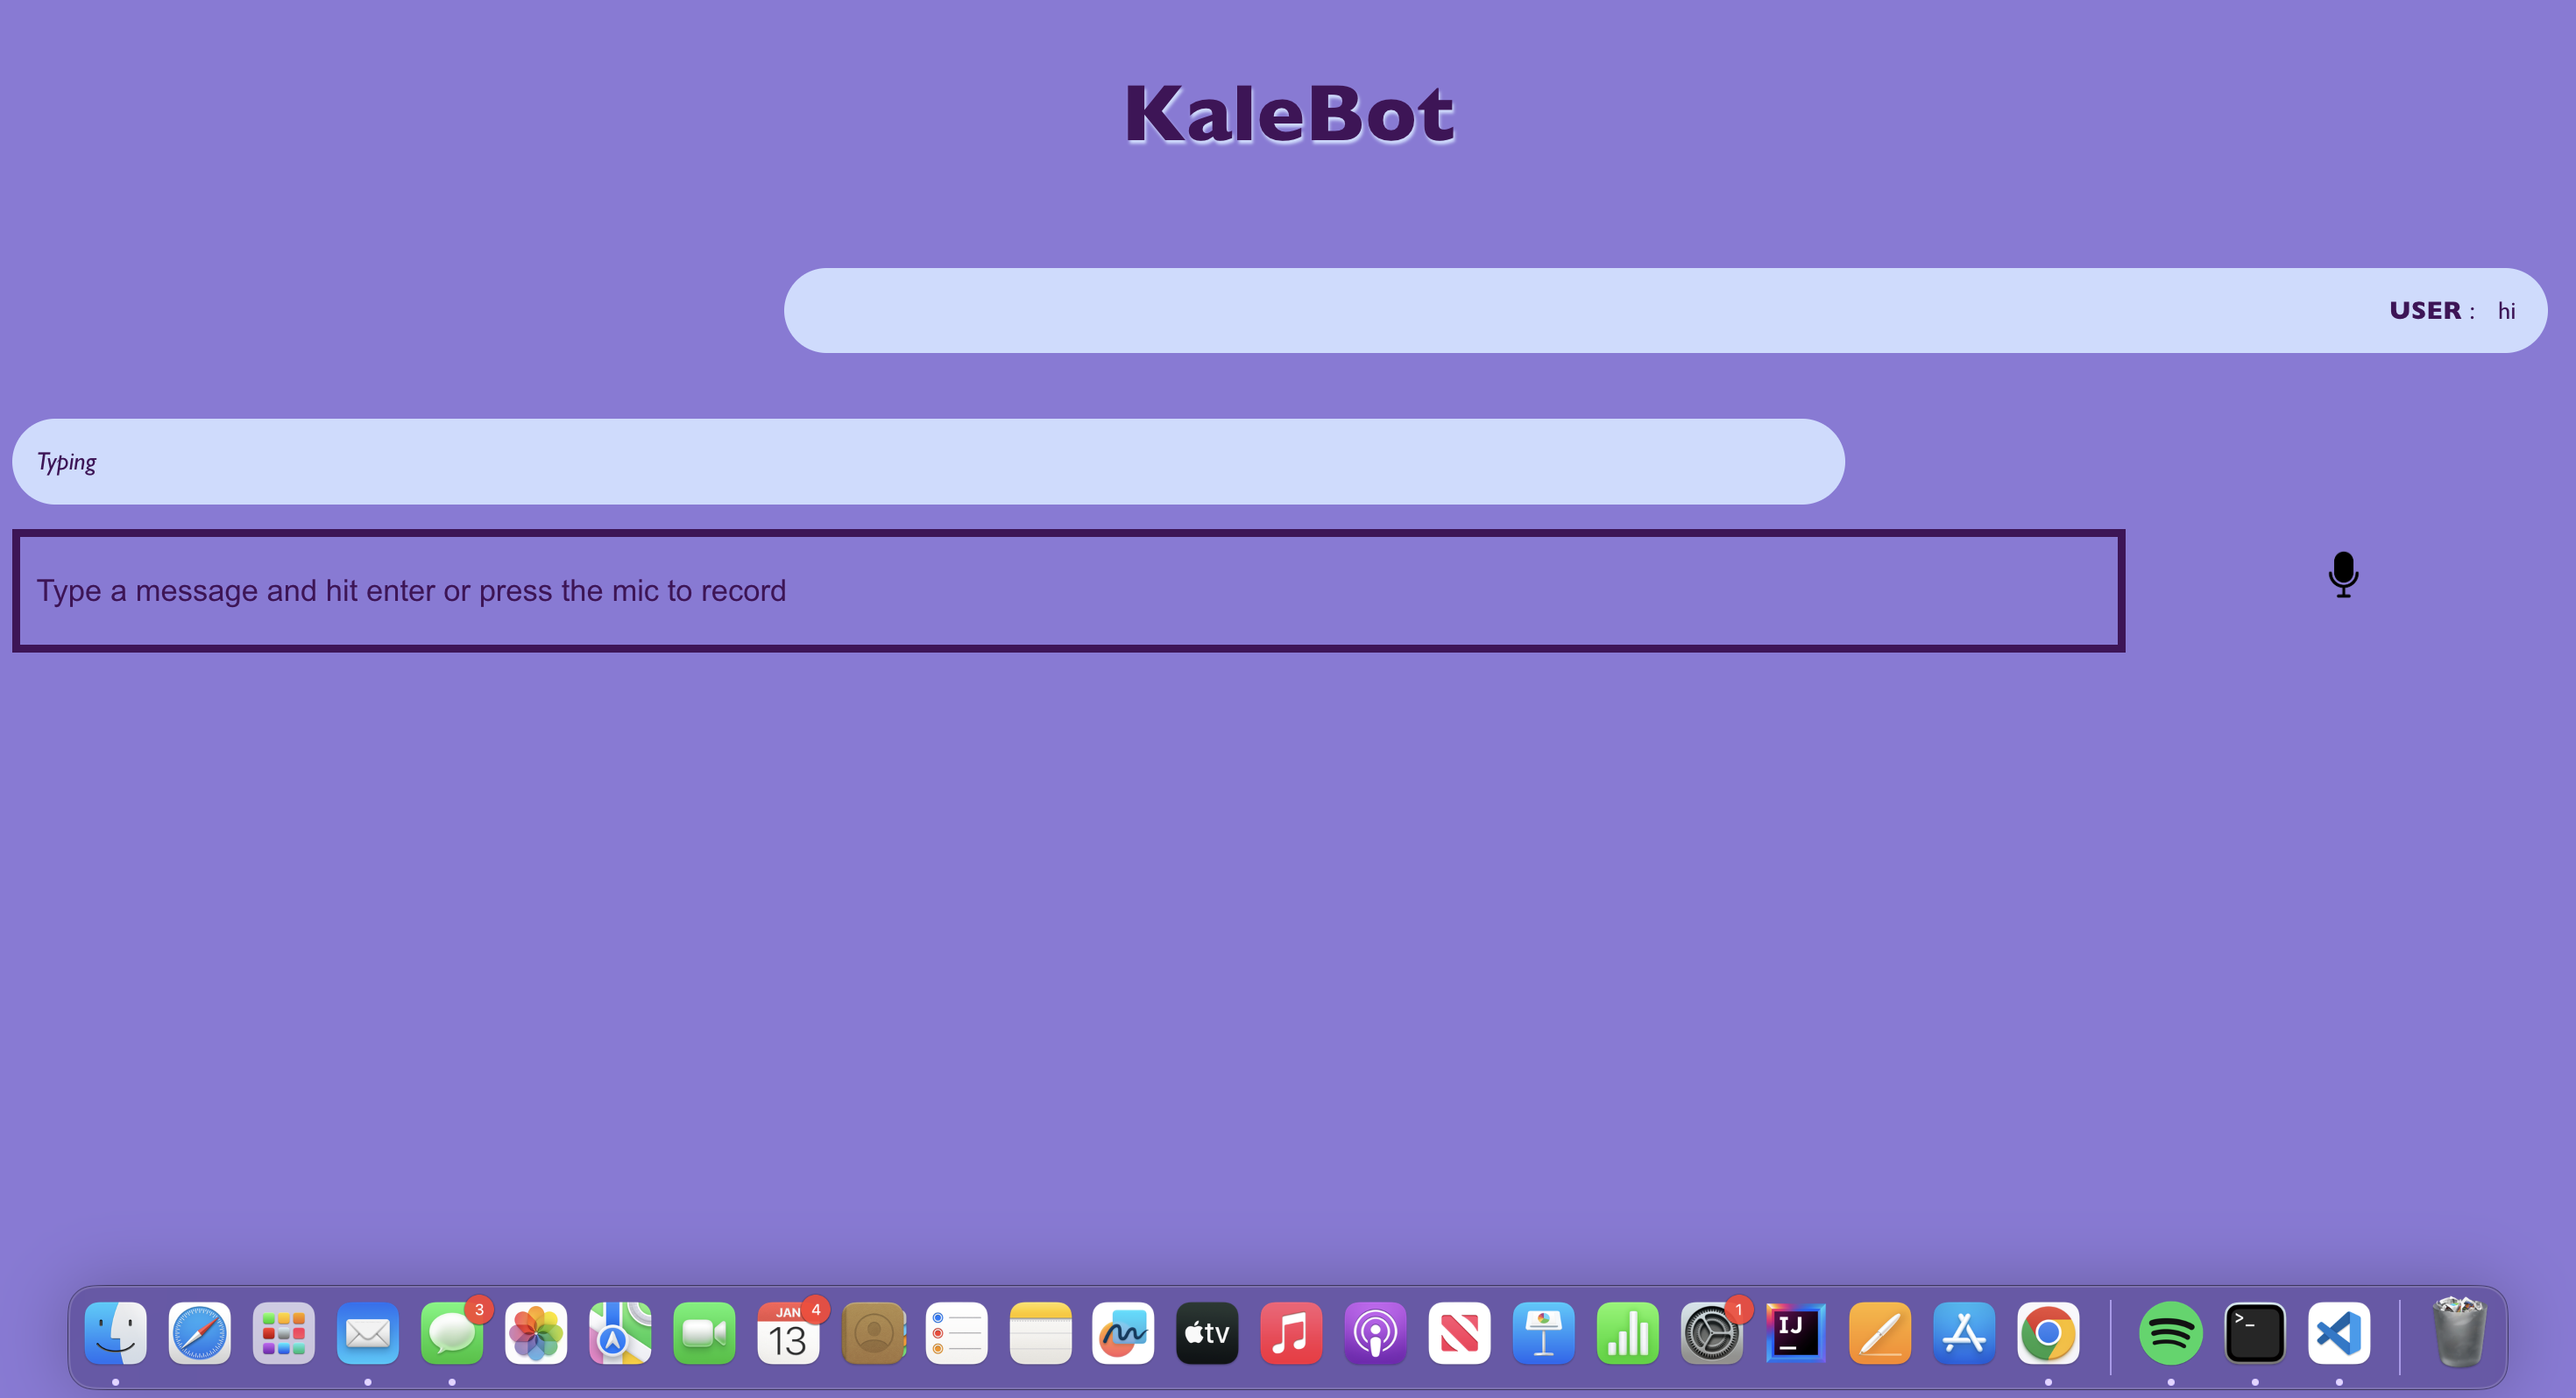 KaleBot
USER : hi
Typing
Type a message and hit enter or press the mic to record
3
JAN
13
4
tv
1
IJ
>_